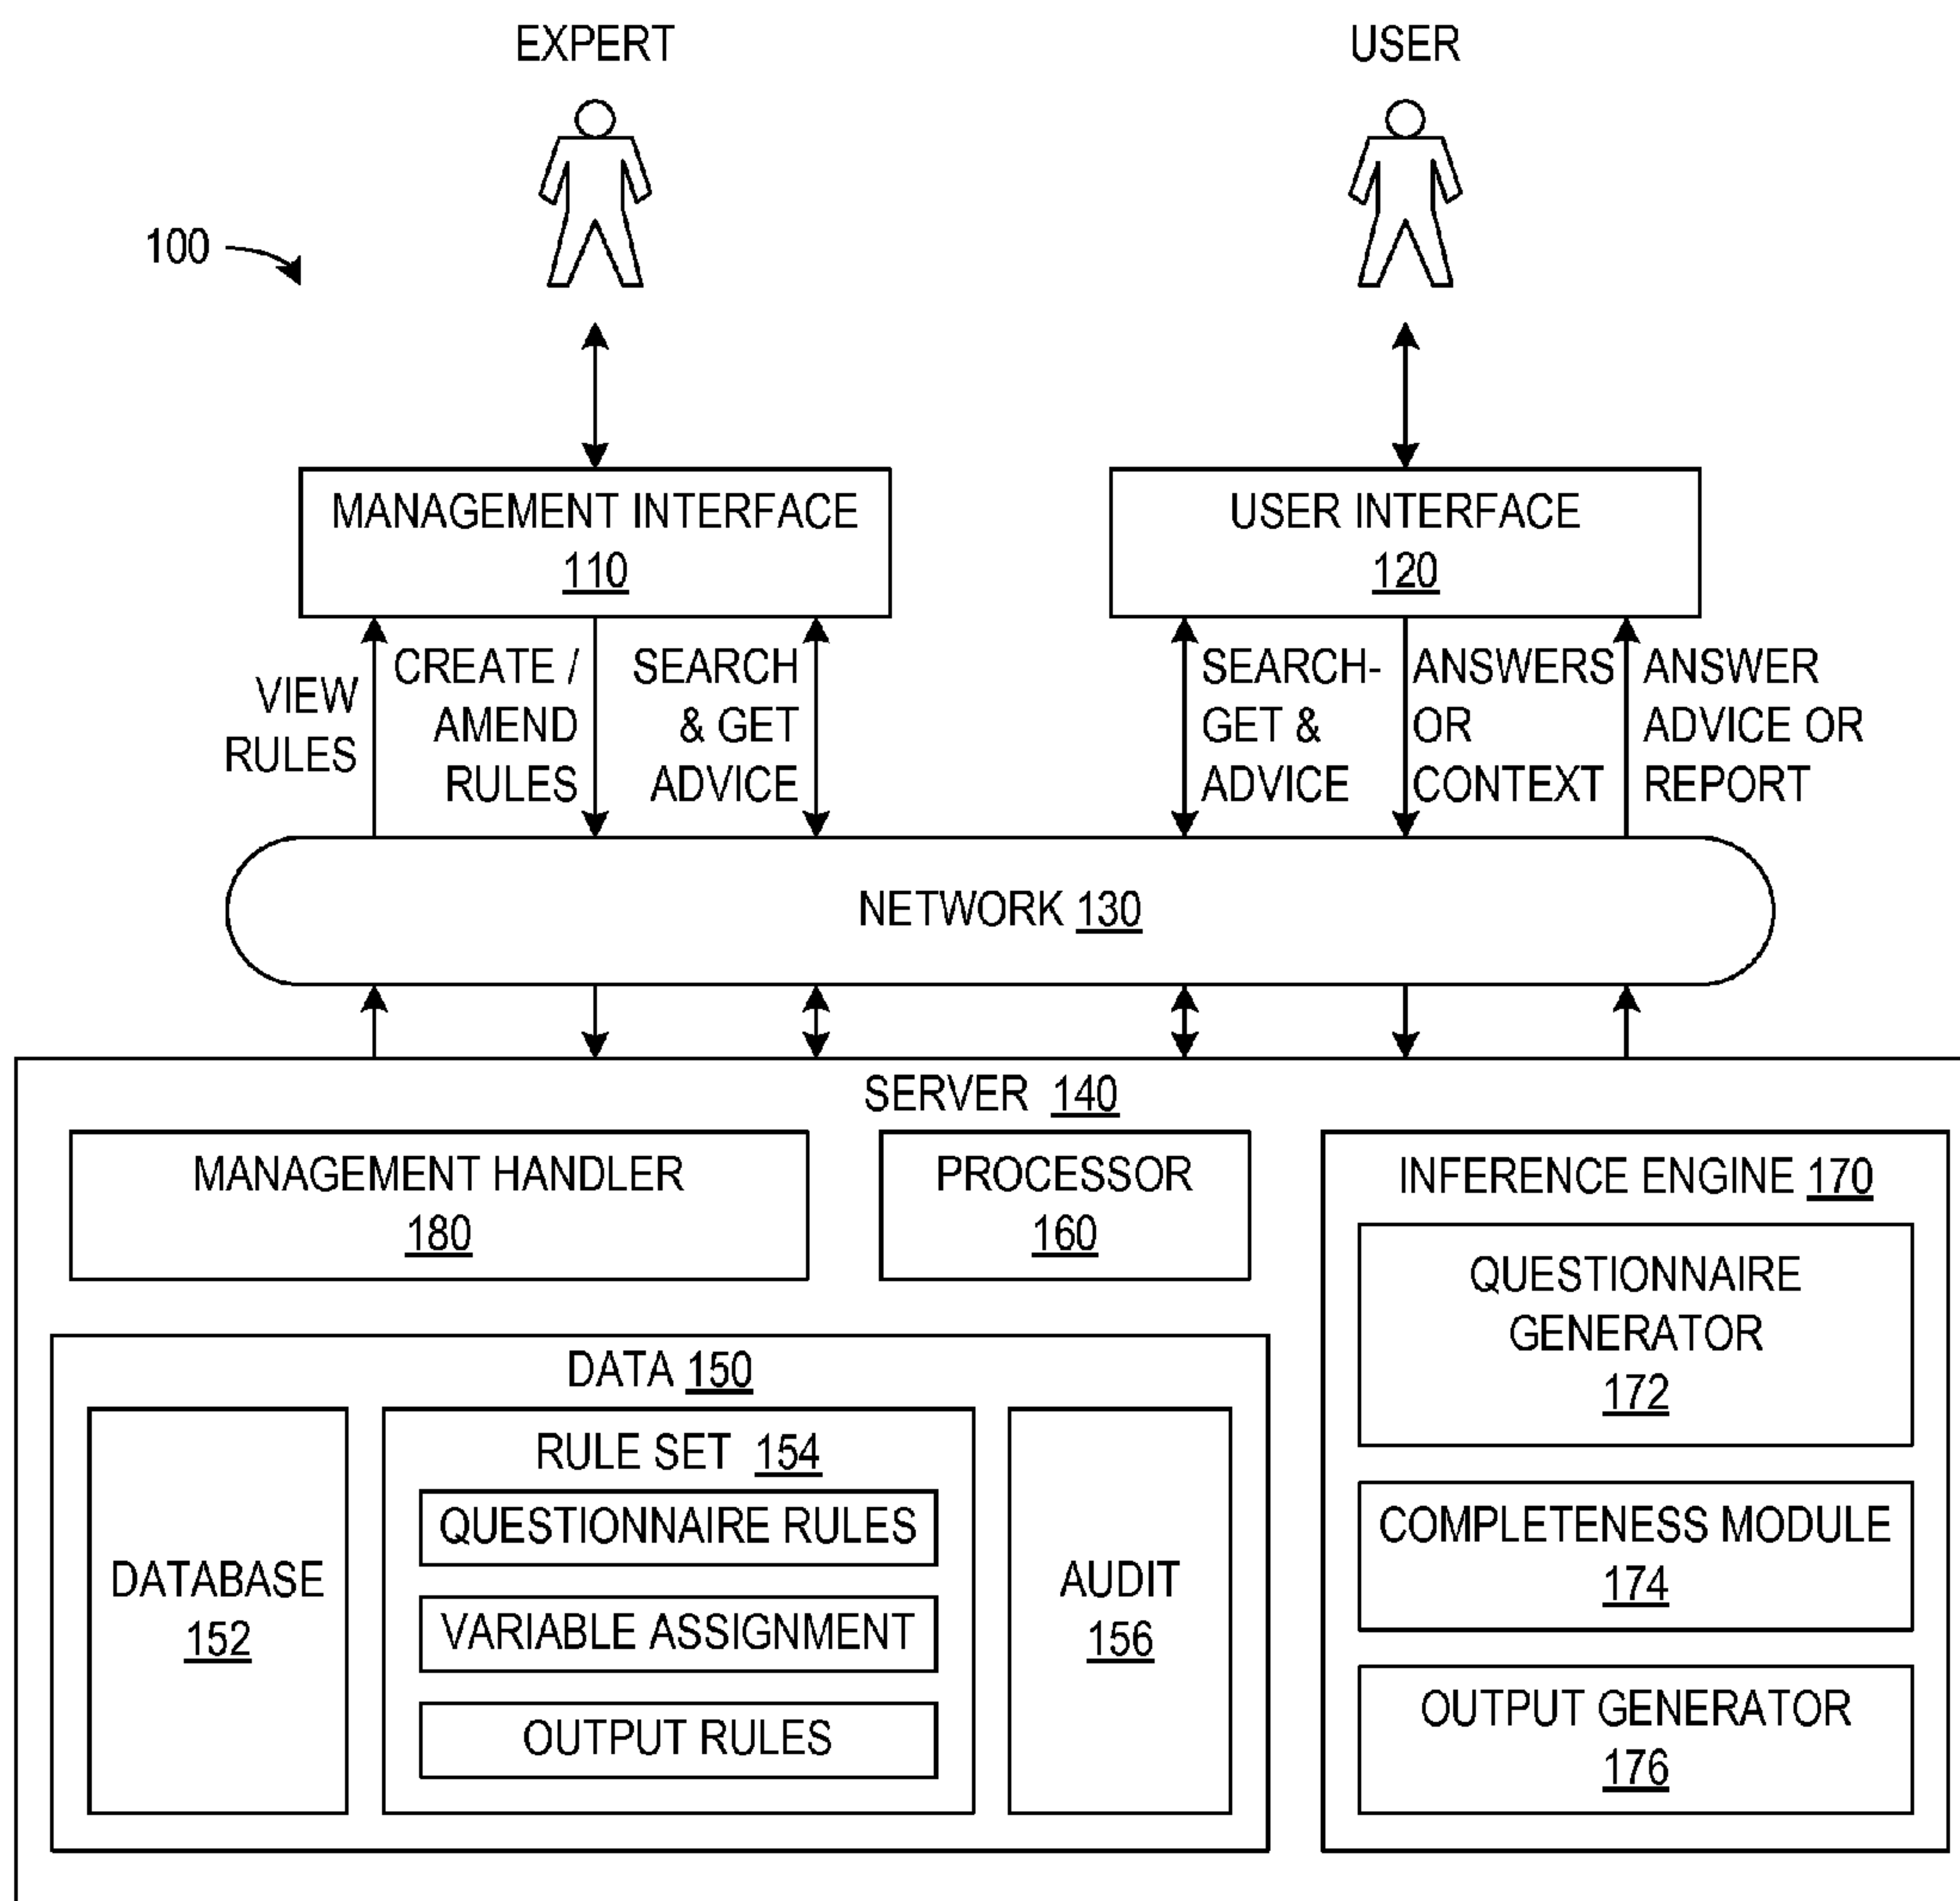 EXPERT
USER
100
MANAGEMENT INTERFACE
110
USER INTERFACE
120
VIEW
RULES
CREATE /
AMEND
RULES
SEARCH
& GET
ADVICE
SEARCH-
GET &
ADVICE
ANSWERS
OR
CONTEXT
ANSWER
ADVICE OR
REPORT
NETWORK 130
SERVER 140
MANAGEMENT HANDLER
180
PROCESSOR
160
INFERENCE ENGINE 170
QUESTIONNAIRE
GENERATOR
172
COMPLETENESS MODULE
174
OUTPUT GENERATOR
176
DATA 150
DATABASE
152
RULE SET 154
QUESTIONNAIRE RULES
VARIABLE ASSIGNMENT
OUTPUT RULES
AUDIT
156